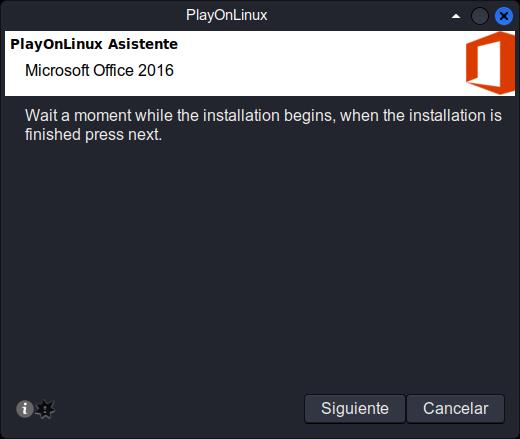 PlayOnLinux
PlayOnLinux Asistente
Microsoft Office 2016
Wait a moment while the installation begins, when the installation is
finished press next.
Siguiente
Cancelar